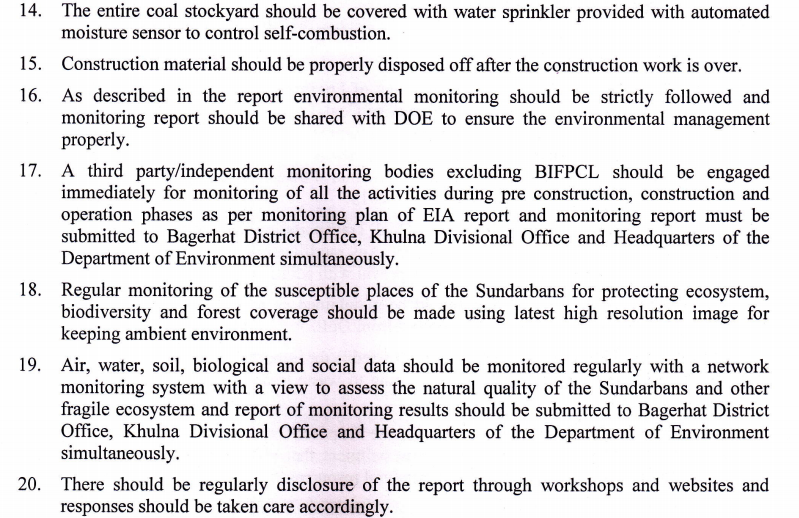 14. The entire coal stockyard should be covered with water sprinkler provided with automated
moisture sensor to control self-combustion.
15. Construction material should be properly disposed off after the construction work is over.
16. As described in the report environmental monitoring should be strictly followed and
monitoring report should be shared with DOE to ensure the environmental management
properly.
17. A third party/independent monitoring bodies excluding BIFPCL should be engaged
immediately for monitoring of all the activities during pre construction, construction and
operation phases as per monitoring plan of EIA report and monitoring report must be
submitted to Bagerhat District Office, Khulna Divisional Office and Headquarters of the
Department of Environment simultaneously.
18. Regular monitoring of the susceptible places of the Sundarbans for protecting ecosystem,
biodiversity and forest coverage should be made using latest high resolution image for
keeping ambient environment.
19. Air, water, soil, biological and social data should be monitored regularly with a network
monitoring system with a view to assess the natural quality of the Sundarbans and other
fragile ecosystem and report of monitoring results should be submitted to Bagerhat District
Office, Khulna Divisional Office and Headquarters of the Department of Environment
simultaneously.
20. There should be regularly disclosure of the report through workshops and websites and
responses should be taken care accordingly.